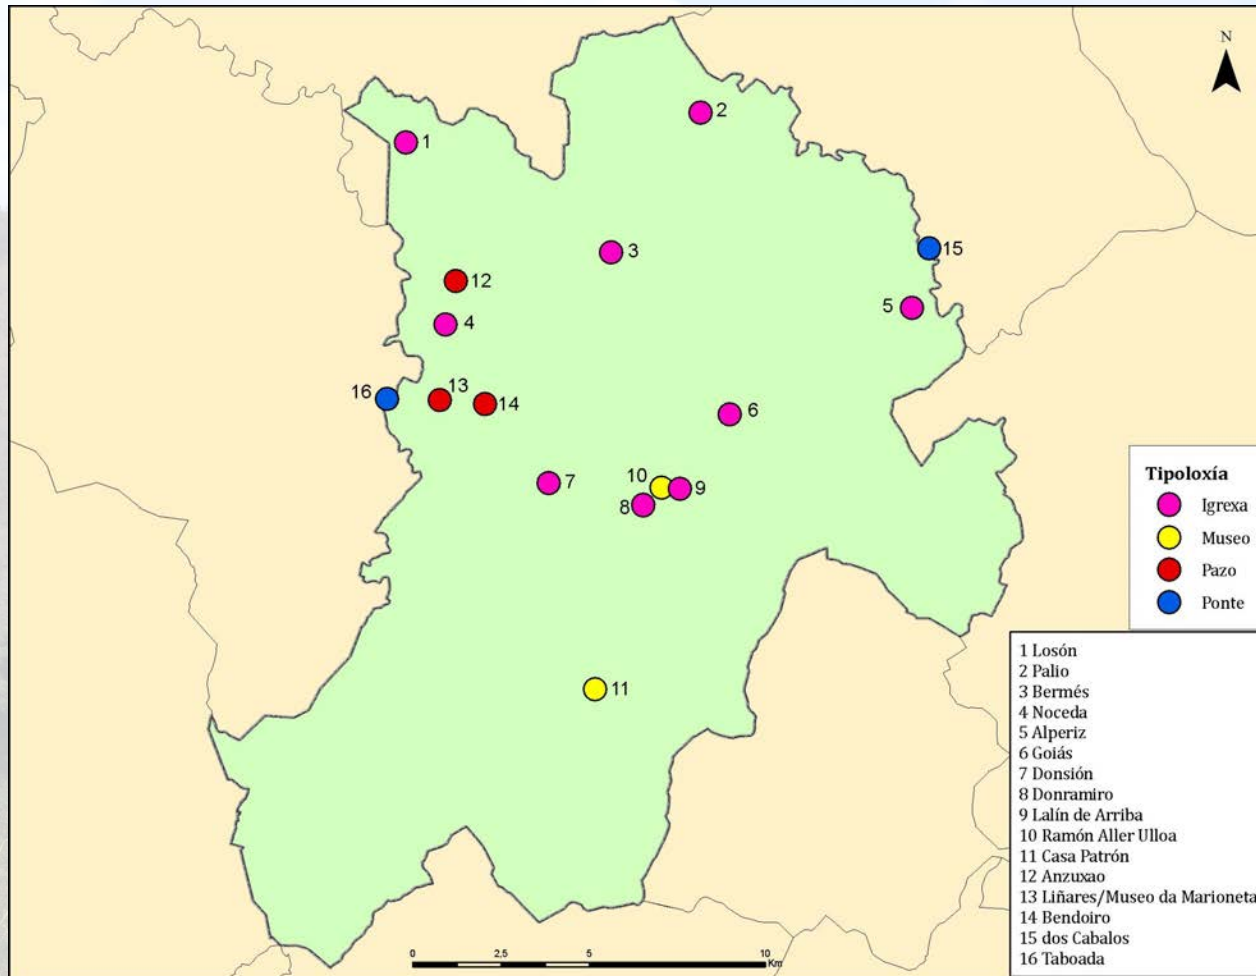 N
2
1
3
15
12
5
4
16
13
14
6
10
7
9
8
11
Tipoloxía
Igrexa
Museo
Pazo
Ponte
1 Losón
2 Palio
3 Bermés
4 Noceda
5 Alperiz
6 Goiás
7 Donsión
8 Donramiro
9 Lalín de Arriba
10 Ramón Aller Ulloa
11 Casa Patrón
12 Anzuxao
13 Liñares/Museo da Marioneta
14 Bendoiro
15 dos Cabalos
16 Taboada
0 2,5 5 10
Km